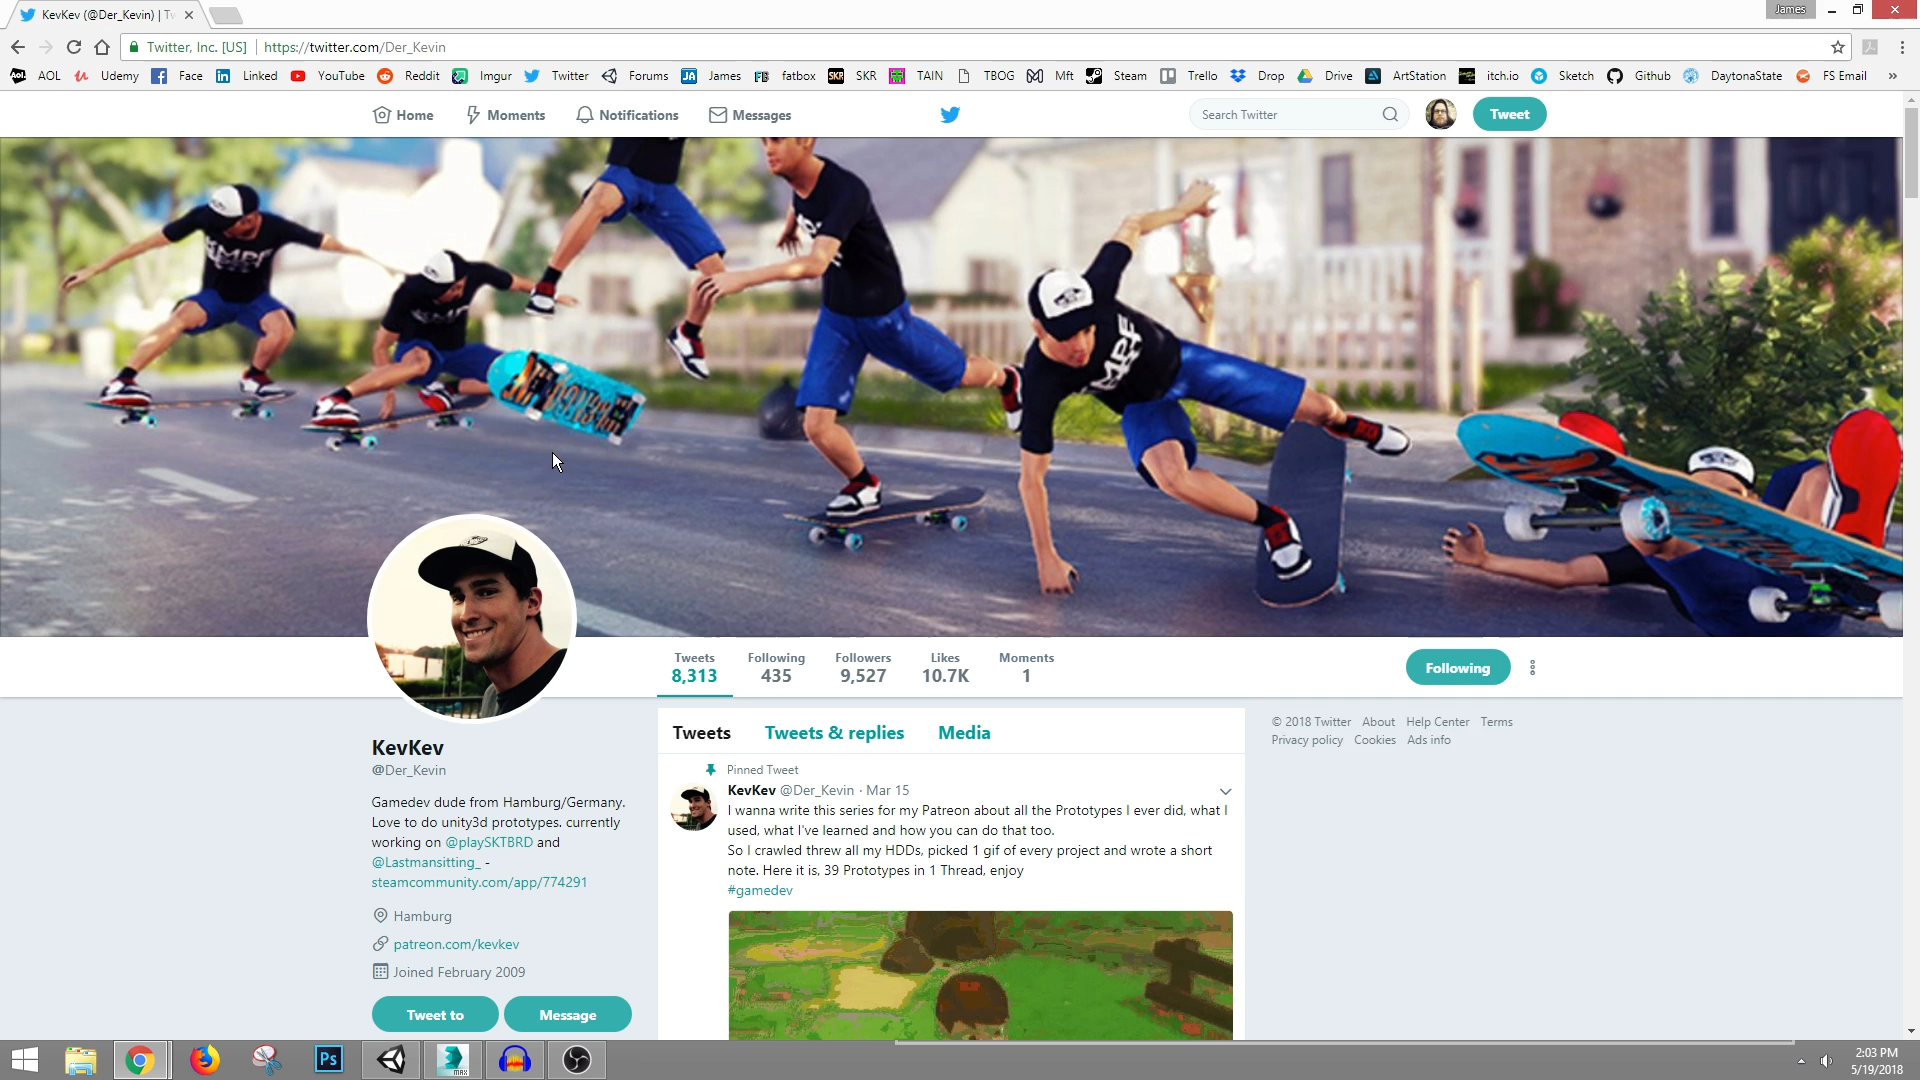 KevKev (@Der_Kevin) | Tw
James
Twitter, Inc. [US] https://twitter.com/Der_Kevin
AOL Udemy Face Linked YouTube Reddit Imgur Twitter Forums James fatbox SKR TAIN TBOG Mft Steam Trello Drop Drive ArtStation itch.io Sketch Github DaytonaState FS Email »
Home Moments Notifications Messages Search Twitter Tweet
Tweets Following Followers Likes Moments
8,313 435 9,527 10.7K 1
Following
KevKev
@Der_Kevin
Gamedev dude from Hamburg/Germany.
Love to do unity3d prototypes. currently
working on @playSKTBRD and
@Lastmansitting_ -
steamcommunity.com/app/774291
Hamburg
patreon.com/kevkev
Joined February 2009
Tweet to Message
Tweets Tweets & replies Media
Pinned Tweet
KevKev @Der_Kevin · Mar 15
I wanna write this series for my Patreon about all the Prototypes I ever did, what I
used, what I've learned and how you can do that too.
So I crawled threw all my HDDs, picked 1 gif of every project and wrote a short
note. Here it is, 39 Prototypes in 1 Thread, enjoy
#gamedev
© 2018 Twitter About Help Center Terms
Privacy policy Cookies Ads info
Ps
MAX
2:03 PM
5/19/2018